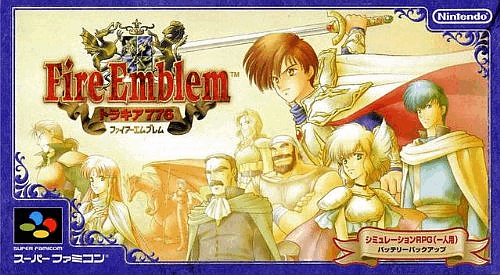 Nintendo
Fire Emblem™
トラキア776
ファイアーエムブレム
SUPER FAMICOM
スーパーファミコン
シミュレーションRPG(一人用)
バッテリーバックアップ